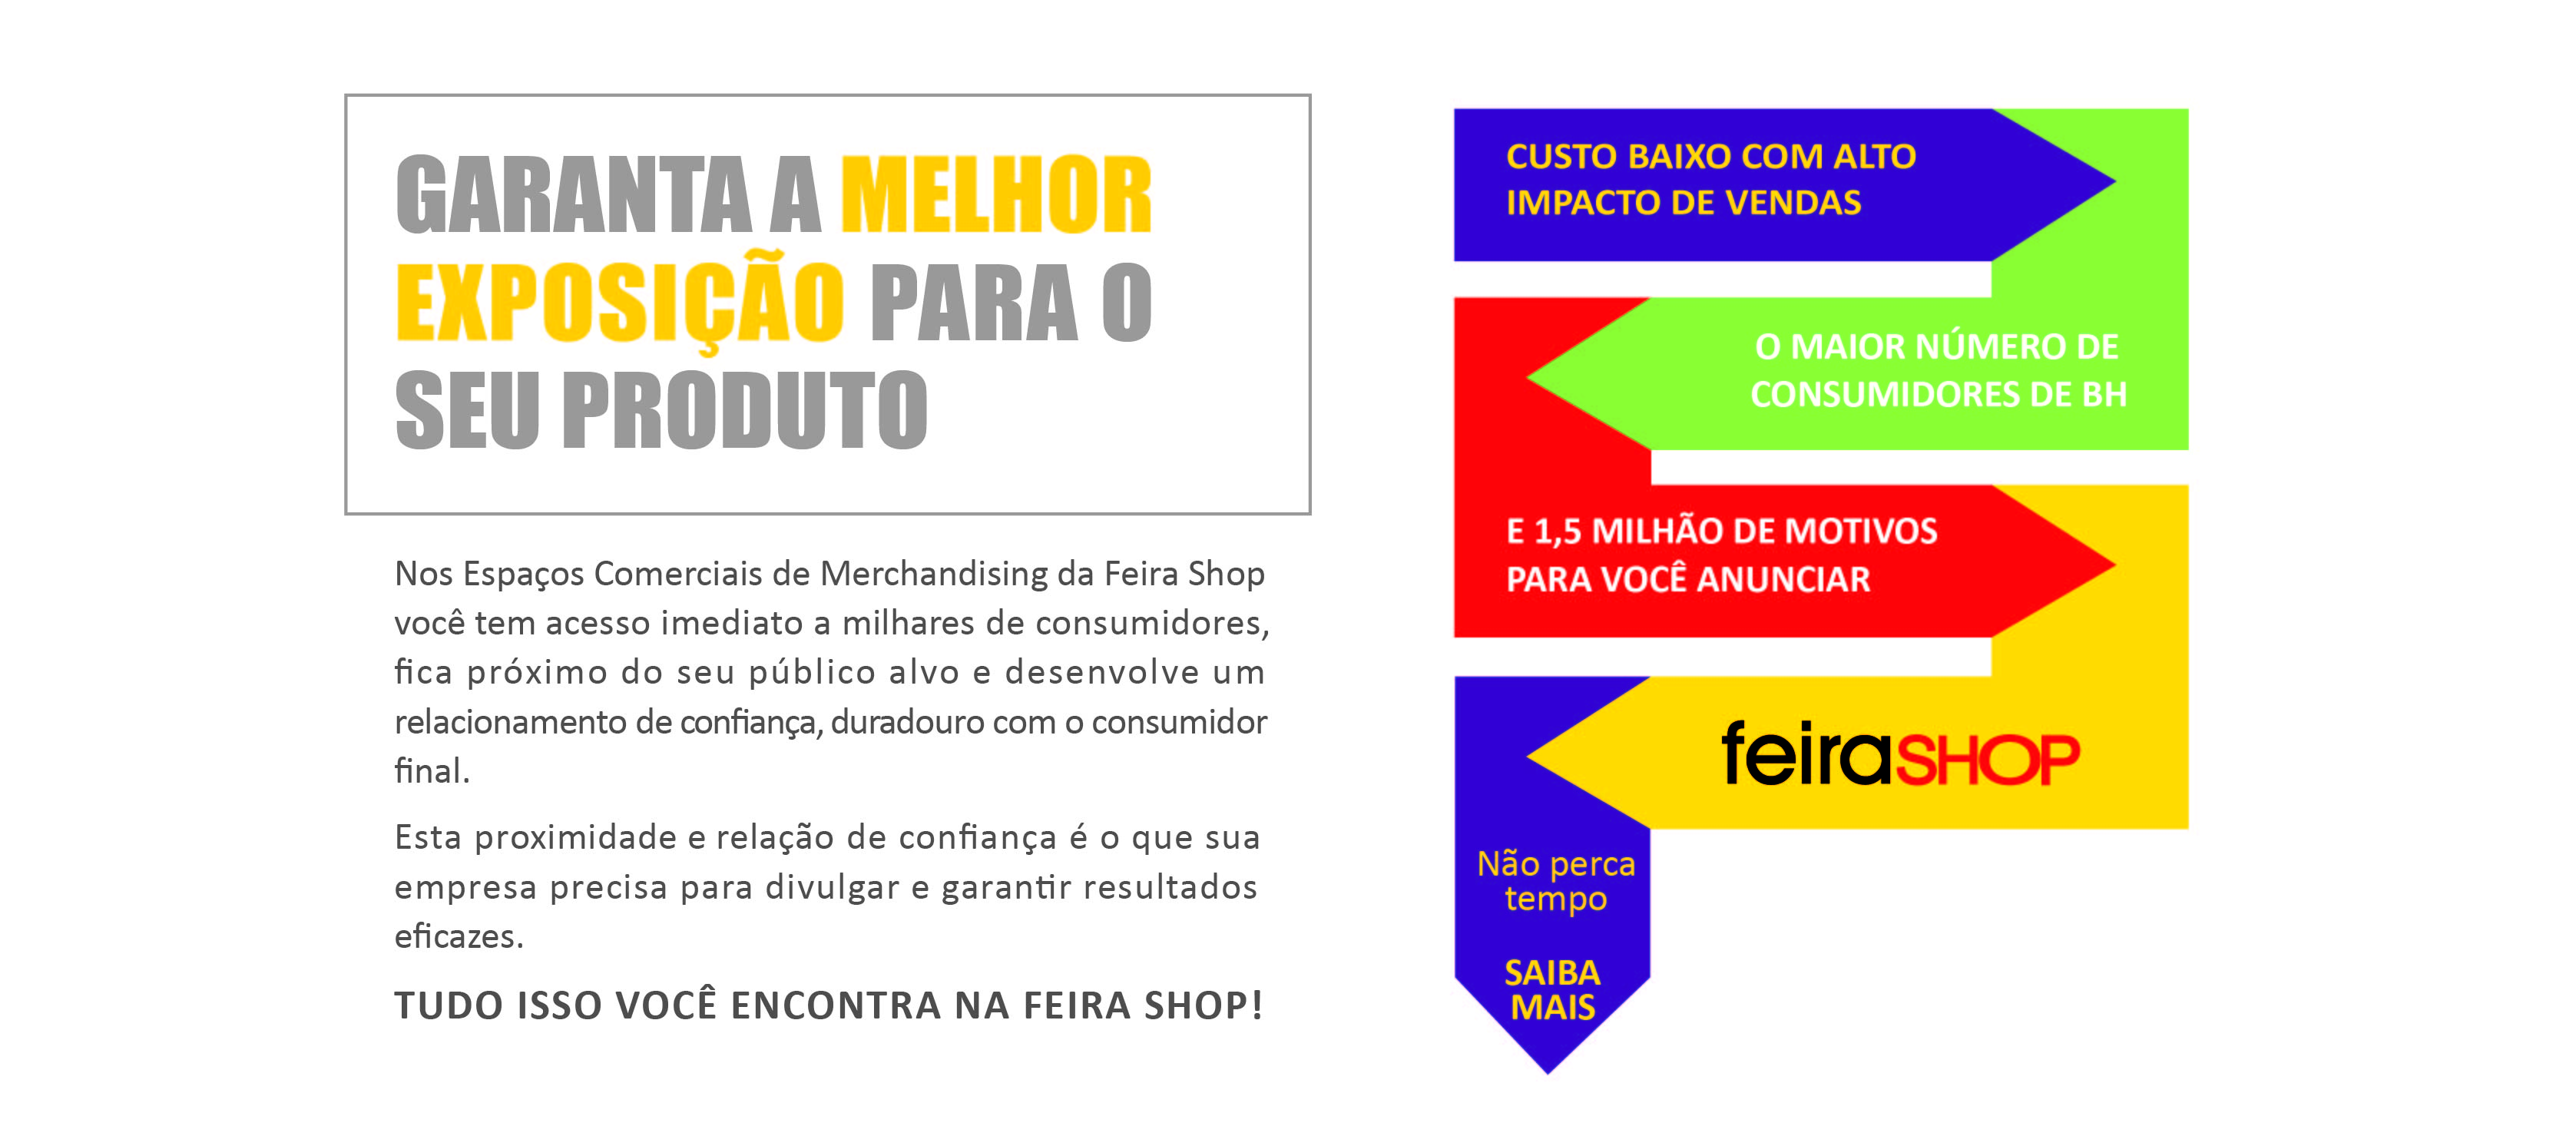 GARANTA A MELHOR
EXPOSIÇÃO PARA O
SEU PRODUTO
Nos Espaços Comerciais de Merchandising da Feira Shop
você tem acesso imediato a milhares de consumidores,
fica próximo do seu público alvo e desenvolve um
relacionamento de confiança, duradouro com o consumidor
final.
Esta proximidade e relação de confiança é o que sua
empresa precisa para divulgar e garantir resultados
eficazes.
TUDO ISSO VOCÊ ENCONTRA NA FEIRA SHOP!
CUSTO BAIXO COM ALTO
IMPACTO DE VENDAS
O MAIOR NÚMERO DE
CONSUMIDORES DE BH
E 1,5 MILHÃO DE MOTIVOS
PARA VOCÊ ANUNCIAR
feiraSHOP
Não perca
tempo
SAIBA
MAIS